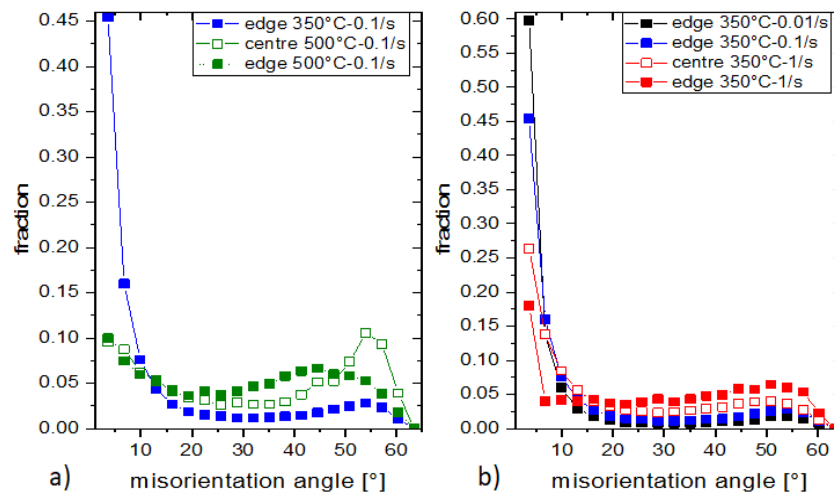 edge 350°C-0.1/s
centre 500°C-0.1/s
edge 500°C-0.1/s
0.45
0.40
0.35
0.30
0.25
0.20
0.15
0.10
0.05
0.00
fraction
10 20 30 40 50 60
misorientation angle [°]
a)
edge 350°C-0.01/s
edge 350°C-0.1/s
centre 350°C-1/s
edge 350°C-1/s
0.60
0.55
0.50
0.45
0.40
0.35
0.30
0.25
0.20
0.15
0.10
0.05
0.00
fraction
10 20 30 40 50 60
misorientation angle [°]
b)